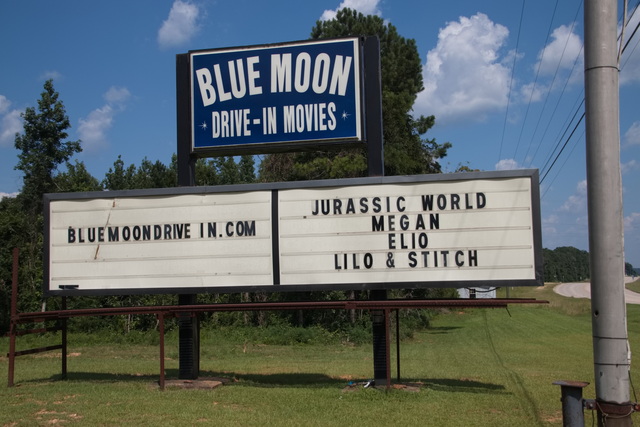 BLUE MOON
DRIVE-IN MOVIES
BLUEMOONDRIVE IN.COM
JURASSIC WORLD
MEGAN
ELIO
LILO & STITCH